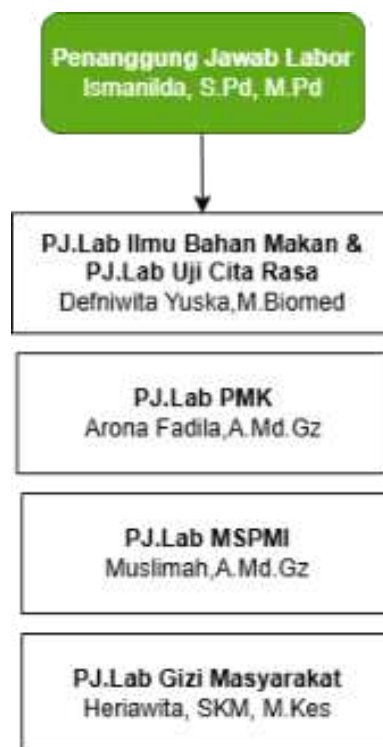 Penanggung Jawab Labor
Ismanilda, S.Pd, M.Pd
PJ.Lab Ilmu Bahan Makan &
PJ.Lab Uji Cita Rasa
Defniwita Yuska,M.Biomed
PJ.Lab PMK
Arona Fadila,A.Md.Gz
PJ.Lab MSPMI
Muslimah,A.Md.Gz
PJ.Lab Gizi Masyarakat
Heriawita, SKM, M.Kes